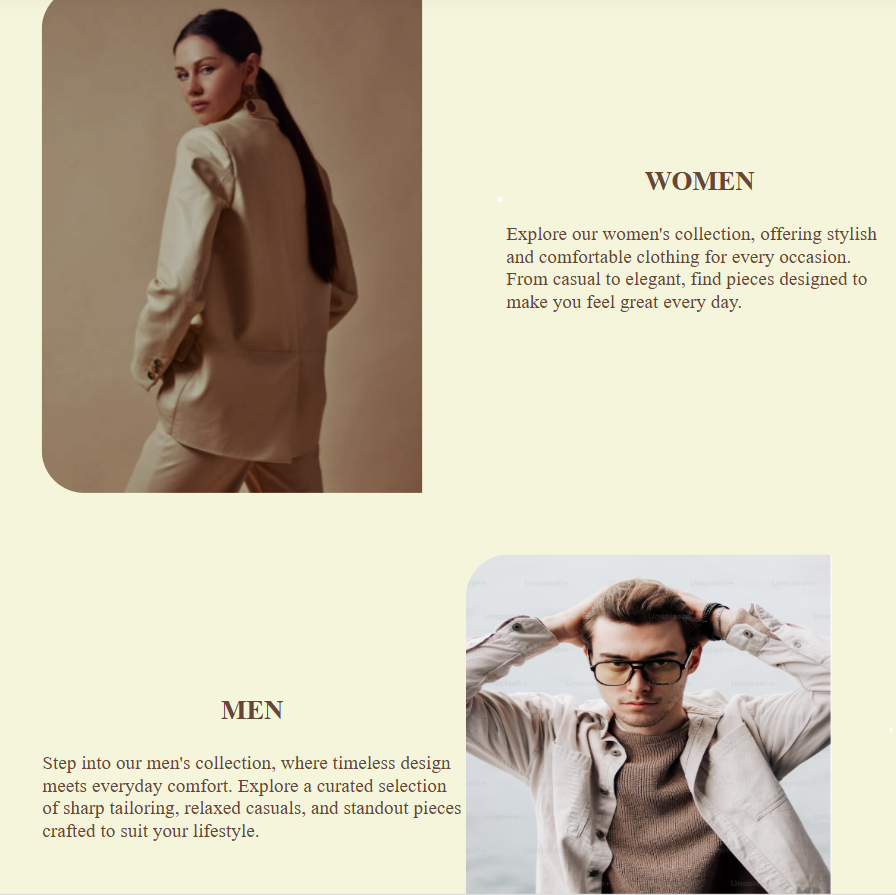 WOMEN
Explore our women's collection, offering stylish
and comfortable clothing for every occasion.
From casual to elegant, find pieces designed to
make you feel great every day.
MEN
Step into our men's collection, where timeless design
meets everyday comfort. Explore a curated selection
of sharp tailoring, relaxed casuals, and standout pieces
crafted to suit your lifestyle.